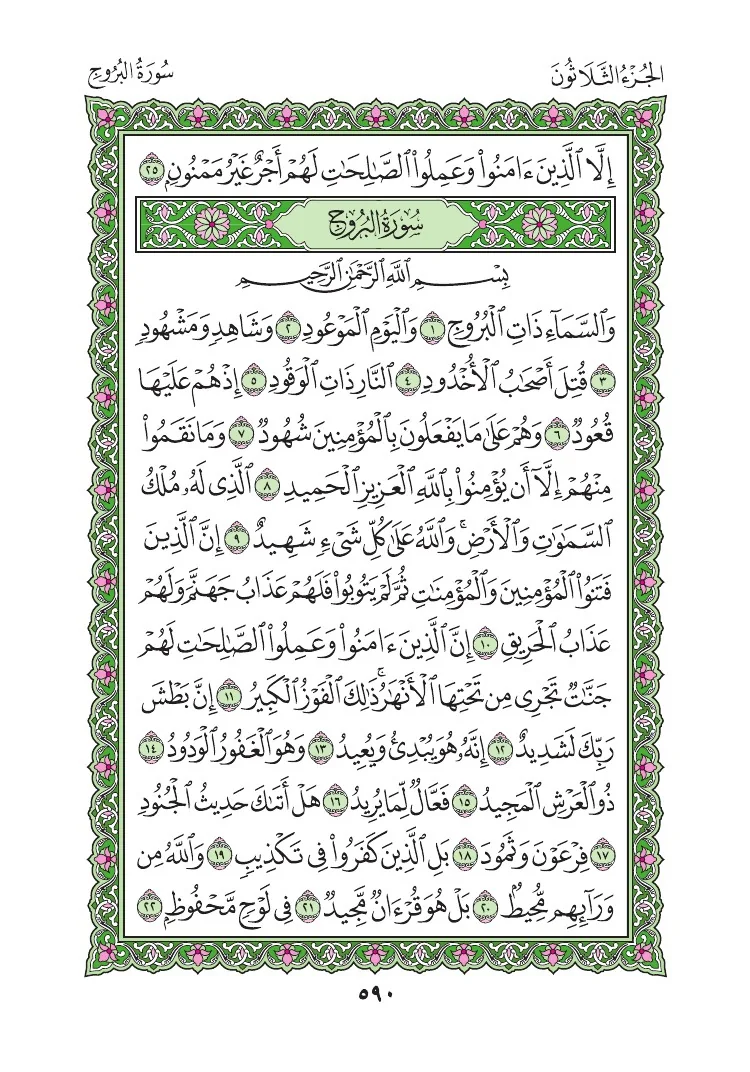 الجُزْءُ الثَّلَاثُونَ
سُورَةُ البُرُوجِ
إِلَّا ٱلَّذِينَ ءَامَنُوا۟ وَعَمِلُوا۟ ٱلصَّٰلِحَٰتِ لَهُمْ أَجْرٌ غَيْرُ مَمْنُونٍۭ ٢٥
سُورَةُ البُرُوجِ
بِسْمِ ٱللَّهِ ٱلرَّحْمَٰنِ ٱلرَّحِيمِ
وَٱلسَّمَآءِ ذَاتِ ٱلْبُرُوجِ ١ وَٱلْيَوْمِ ٱلْمَوْعُودِ ٢ وَشَاهِدٍ وَمَشْهُودٍ
٣ قُتِلَ أَصْحَٰبُ ٱلْأُخْدُودِ ٤ ٱلنَّارِ ذَاتِ ٱلْوَقُودِ ٥ إِذْ هُمْ عَلَيْهَا
قُعُودٌ ٦ وَهُمْ عَلَىٰ مَا يَفْعَلُونَ بِٱلْمُؤْمِنِينَ شُهُودٌ ٧ وَمَا نَقَمُوا۟
مِنْهُمْ إِلَّآ أَن يُؤْمِنُوا۟ بِٱللَّهِ ٱلْعَزِيزِ ٱلْحَمِيدِ ٨ ٱلَّذِى لَهُۥ مُلْكُ
ٱلسَّمَٰوَٰتِ وَٱلْأَرْضِ ۚ وَٱللَّهُ عَلَىٰ كُلِّ شَىْءٍ شَهِيدٌ ٩ إِنَّ ٱلَّذِينَ
فَتَنُوا۟ ٱلْمُؤْمِنِينَ وَٱلْمُؤْمِنَٰتِ ثُمَّ لَمْ يَتُوبُوا۟ فَلَهُمْ عَذَابُ جَهَنَّمَ وَلَهُمْ
عَذَابُ ٱلْحَرِيقِ ١٠ إِنَّ ٱلَّذِينَ ءَامَنُوا۟ وَعَمِلُوا۟ ٱلصَّٰلِحَٰتِ لَهُمْ
جَنَّٰتٌ تَجْرِى مِن تَحْتِهَا ٱلْأَنْهَٰرُ ۚ ذَٰلِكَ ٱلْفَوْزُ ٱلْكَبِيرُ ١١ إِنَّ بَطْشَ
رَبِّكَ لَشَدِيدٌ ١٢ إِنَّهُۥ هُوَ يُبْدِئُ وَيُعِيدُ ١٣ وَهُوَ ٱلْغَفُورُ ٱلْوَدُودُ ١٤
ذُو ٱلْعَرْشِ ٱلْمَجِيدُ ١٥ فَعَّالٌ لِّمَا يُرِيدُ ١٦ هَلْ أَتَىٰكَ حَدِيثُ ٱلْجُنُودِ
١٧ فِرْعَوْنَ وَثَمُودَ ١٨ بَلِ ٱلَّذِينَ كَفَرُوا۟ فِى تَكْذِيبٍ ١٩ وَٱللَّهُ مِن
وَرَآئِهِم مُّحِيطٌۢ ٢٠ بَلْ هُوَ قُرْءَانٌ مَّجِيدٌ ٢١ فِى لَوْحٍ مَّحْفُوظٍۭ ٢٢
٥٩٠